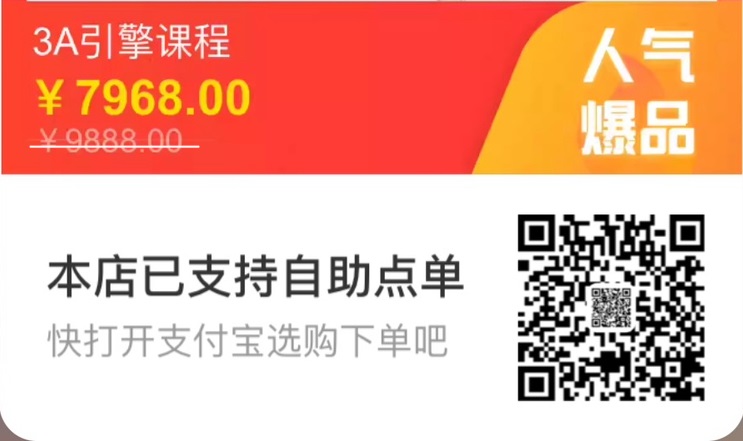 3A引擎课程
¥7968.00
¥9888.00
人气
爆品
本店已支持自助点单
快打开支付宝选购下单吧